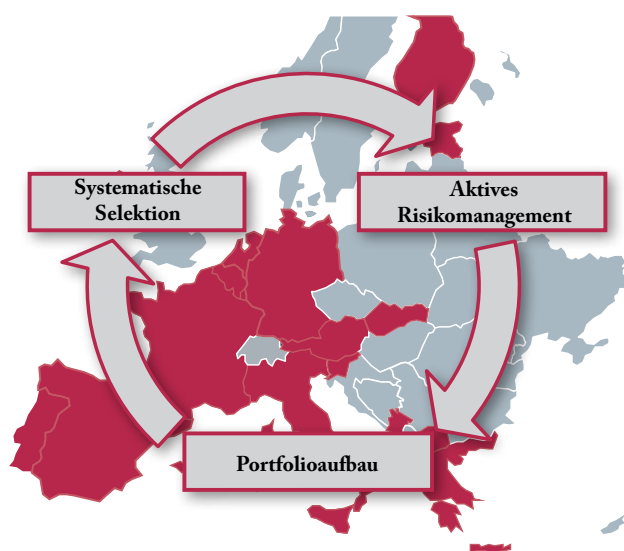 Systematische
Selektion
Aktives
Risikomanagement
Portfolioaufbau